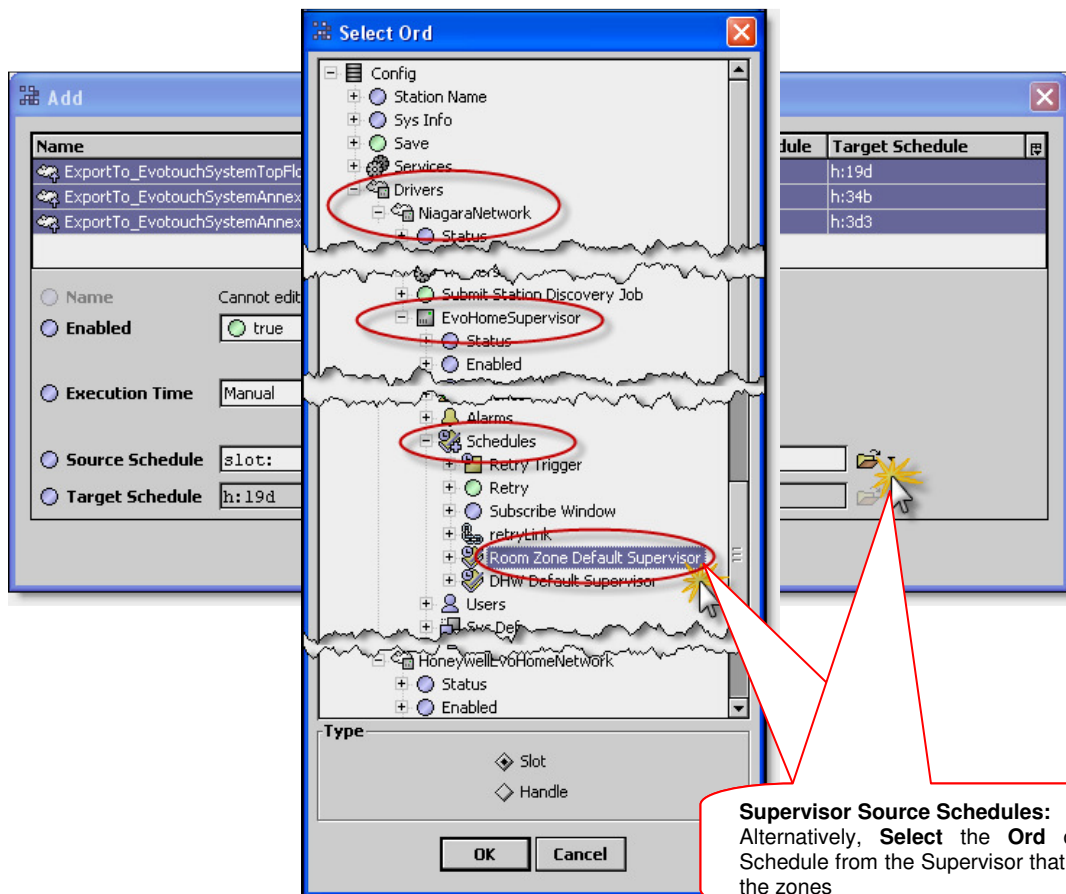 Select Ord
Config
Station Name
Sys Info
Save
Services
Drivers
NiagaraNetwork
Status
Submit Station Discovery Job
EvoHomeSupervisor
Status
Enabled
Alarms
Schedules
Retry Trigger
Retry
Subscribe Window
retryLink
Room Zone Default Supervisor
DHW Default Supervisor
Users
Sys Def
HoneywellEvoHomeNetwork
Status
Enabled
Type
Slot
Handle
OK Cancel
Add
Name Target Schedule
ExportTo_EvotouchSystemTopFlo h:19d
ExportTo_EvotouchSystemAnnex h:34b
ExportTo_EvotouchSystemAnnex h:3d3
Name Cannot edit
Enabled true
Execution Time Manual
Source Schedule slot:
Target Schedule h:19d
Supervisor Source Schedules:
Alternatively, Select the Ord
Schedule from the Supervisor that
the zones